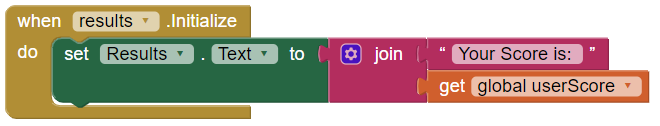 when results .Initialize
do set Results . Text to join " Your Score is: "
get global userScore